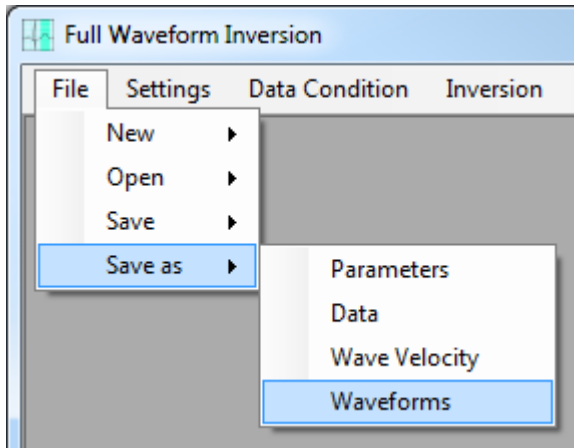 Full Waveform Inversion
File Settings Data Condition Inversion
New
Open
Save
Save as
Parameters
Data
Wave Velocity
Waveforms